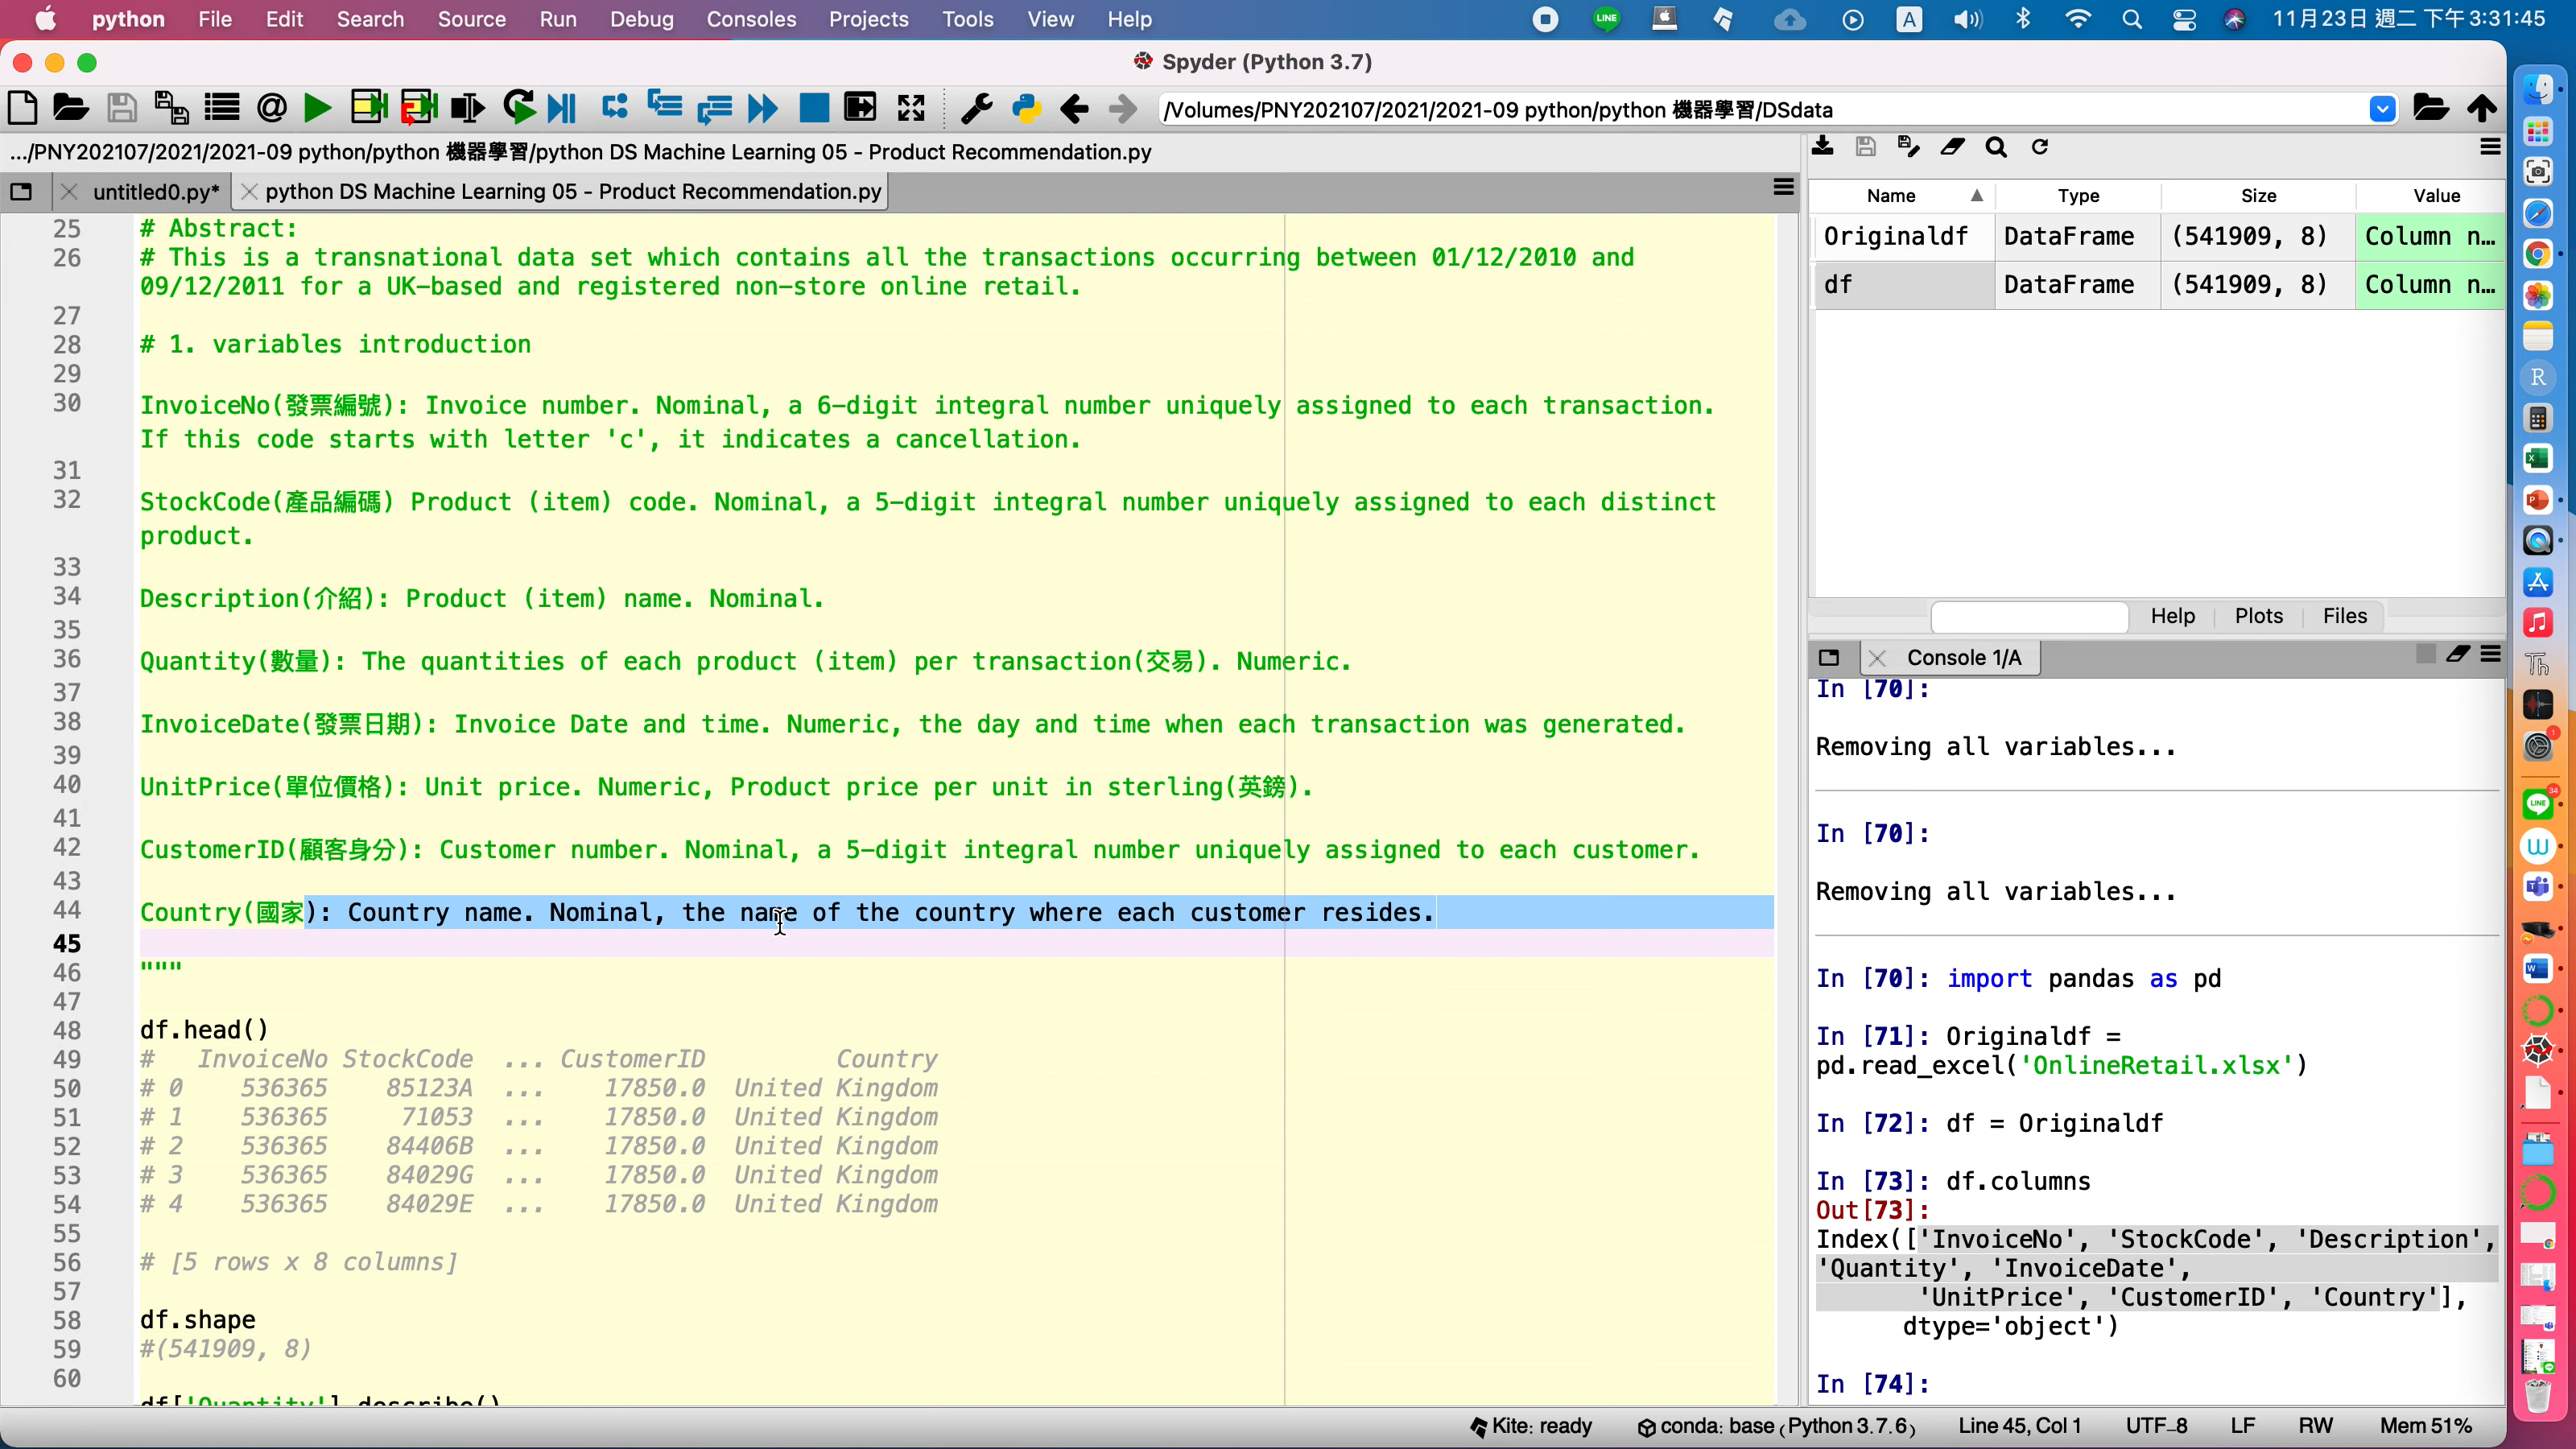 python File Edit Search Source Run Debug Consoles Projects Tools View Help 11月23日 週二 下午3:31:45
Spyder (Python 3.7)
/Volumes/PNY202107/2021/2021-09 python/python 機器學習/DSdata
.../PNY202107/2021/2021-09 python/python 機器學習/python DS Machine Learning 05 - Product Recommendation.py
untitled0.py* python DS Machine Learning 05 - Product Recommendation.py
25 # Abstract:
26 # This is a transnational data set which contains all the transactions occurring between 01/12/2010 and
09/12/2011 for a UK-based and registered non-store online retail.
27
28 # 1. variables introduction
29
30 InvoiceNo(發票編號): Invoice number. Nominal, a 6-digit integral number uniquely assigned to each transaction.
If this code starts with letter 'c', it indicates a cancellation.
31
32 StockCode(產品編碼) Product (item) code. Nominal, a 5-digit integral number uniquely assigned to each distinct
product.
33
34 Description(介紹): Product (item) name. Nominal.
35
36 Quantity(數量): The quantities of each product (item) per transaction(交易). Numeric.
37
38 InvoiceDate(發票日期): Invoice Date and time. Numeric, the day and time when each transaction was generated.
39
40 UnitPrice(單位價格): Unit price. Numeric, Product price per unit in sterling(英鎊).
41
42 CustomerID(顧客身分): Customer number. Nominal, a 5-digit integral number uniquely assigned to each customer.
43
44 Country(國家): Country name. Nominal, the name of the country where each customer resides.
45
46 """
47
48 df.head()
49 #   InvoiceNo StockCode  ... CustomerID         Country
50 # 0    536365    85123A  ...    17850.0  United Kingdom
51 # 1    536365     71053  ...    17850.0  United Kingdom
52 # 2    536365    84406B  ...    17850.0  United Kingdom
53 # 3    536365    84029G  ...    17850.0  United Kingdom
54 # 4    536365    84029E  ...    17850.0  United Kingdom
55
56 # [5 rows x 8 columns]
57
58 df.shape
59 #(541909, 8)
60
df['Quantity'].describe()
Name Type Size Value
Originaldf DataFrame (541909, 8) Column n...
df DataFrame (541909, 8) Column n...
Help Plots Files
Console 1/A
In [70]:
Removing all variables...
In [70]:
Removing all variables...
In [70]: import pandas as pd
In [71]: Originaldf =
pd.read_excel('OnlineRetail.xlsx')
In [72]: df = Originaldf
In [73]: df.columns
Out[73]:
Index(['InvoiceNo', 'StockCode', 'Description',
'Quantity', 'InvoiceDate',
'UnitPrice', 'CustomerID', 'Country'],
dtype='object')
In [74]:
Kite: ready conda: base (Python 3.7.6) Line 45, Col 1 UTF-8 LF RW Mem 51%